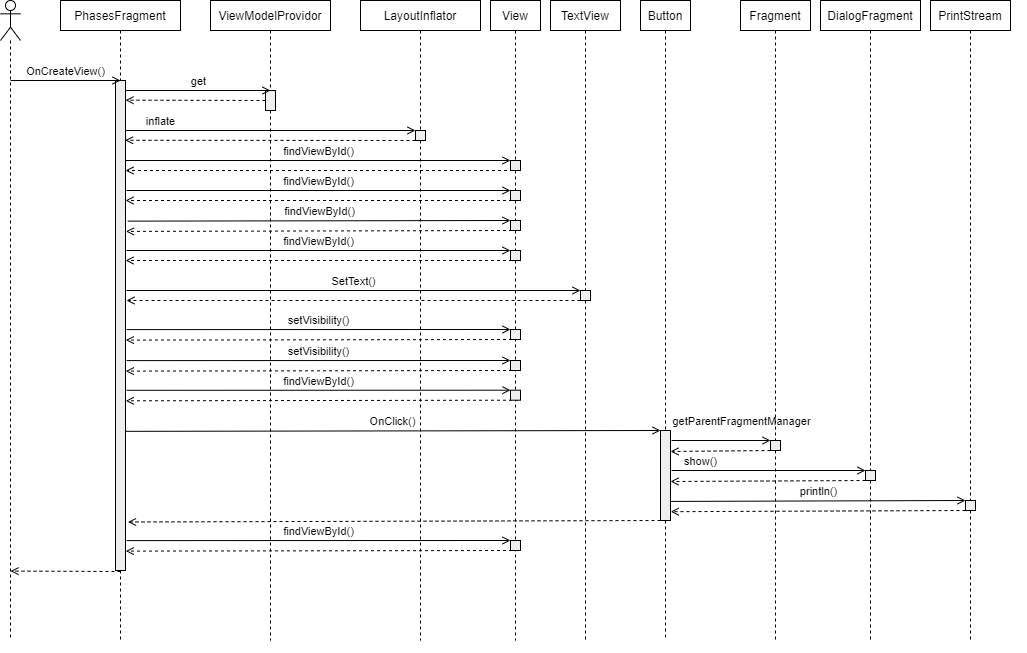 PhasesFragment
ViewModelProvidor
LayoutInflator
View
TextView
Button
Fragment
DialogFragment
PrintStream
OnCreateView()
get
inflate
findViewById()
findViewById()
findViewById()
findViewById()
SetText()
setVisibility()
setVisibility()
findViewById()
OnClick()
getParentFragmentManager
show()
println()
findViewById()